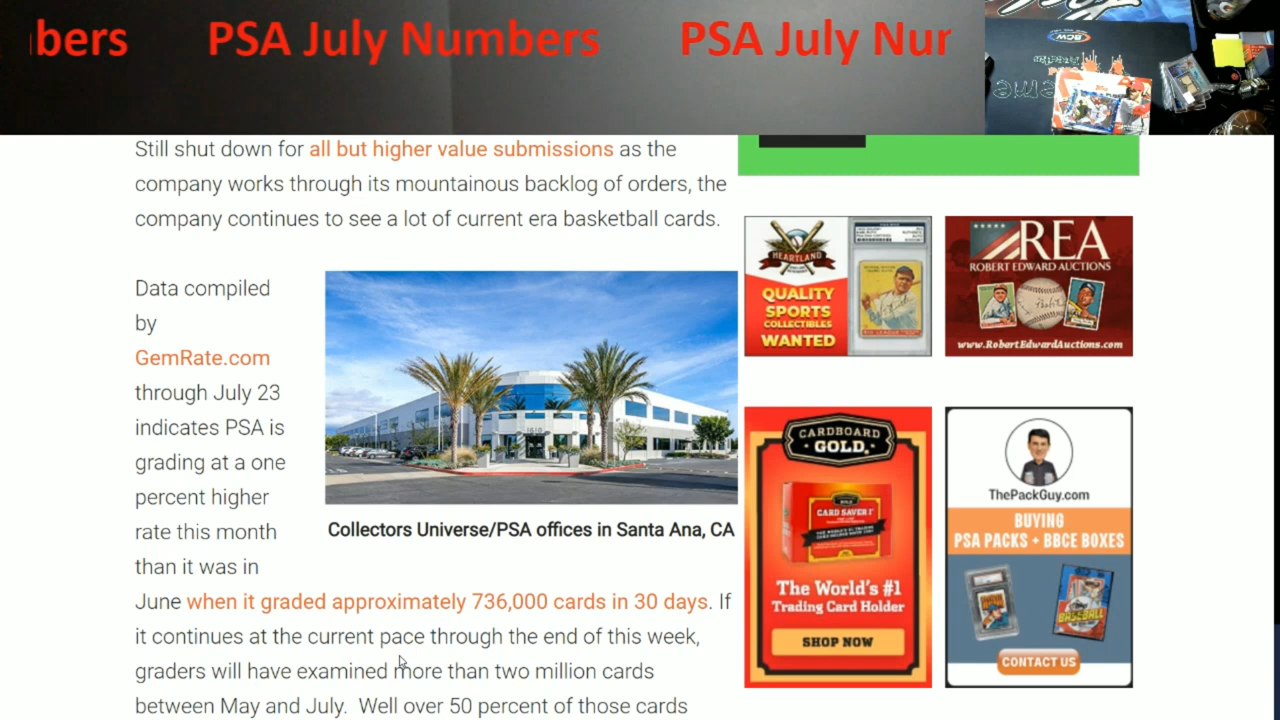 bers PSA July Numbers PSA July Nur
BCW
Topps
Still shut down for all but higher value submissions as the
company works through its mountainous backlog of orders, the
company continues to see a lot of current era basketball cards.
Data compiled
by
GemRate.com
through July 23
indicates PSA is
grading at a one
percent higher
rate this month
than it was in
June when it graded approximately 736,000 cards in 30 days. If
it continues at the current pace through the end of this week,
graders will have examined more than two million cards
between May and July. Well over 50 percent of those cards
1610
Collectors Universe/PSA offices in Santa Ana, CA
HEARTLAND
QUALITY
SPORTS
COLLECTIBLES
WANTED
REA
ROBERT EDWARD AUCTIONS
www.RobertEdwardAuctions.com
CARDBOARD
GOLD.
CARD SAVER 1
The World's #1
Trading Card Holder
SHOP NOW
ThePackGuy.com
BUYING
PSA PACKS + BBCE BOXES
BASEBALL
CONTACT US